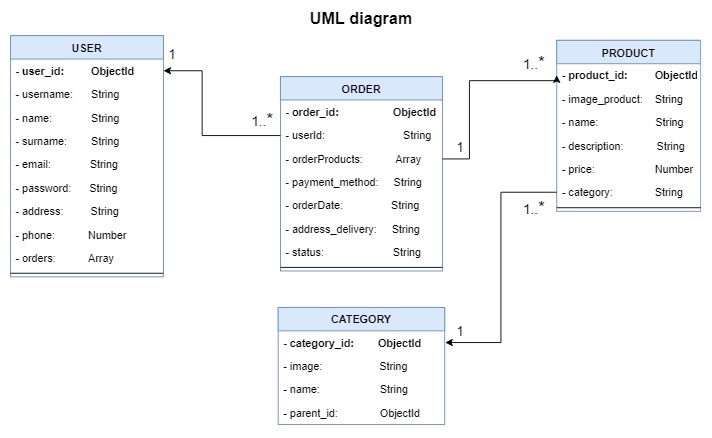 UML diagram
USER
- user_id: ObjectId
- username: String
- name: String
- surname: String
- email: String
- password: String
- address: String
- phone: Number
- orders: Array
1
1..*
ORDER
- order_id: ObjectId
- userId: String
- orderProducts: Array
- payment_method: String
- orderDate: String
- address_delivery: String
- status: String
1
1..*
PRODUCT
- product_id: ObjectId
- image_product: String
- name: String
- description: String
- price: Number
- category: String
1..*
1
CATEGORY
- category_id: ObjectId
- image: String
- name: String
- parent_id: ObjectId